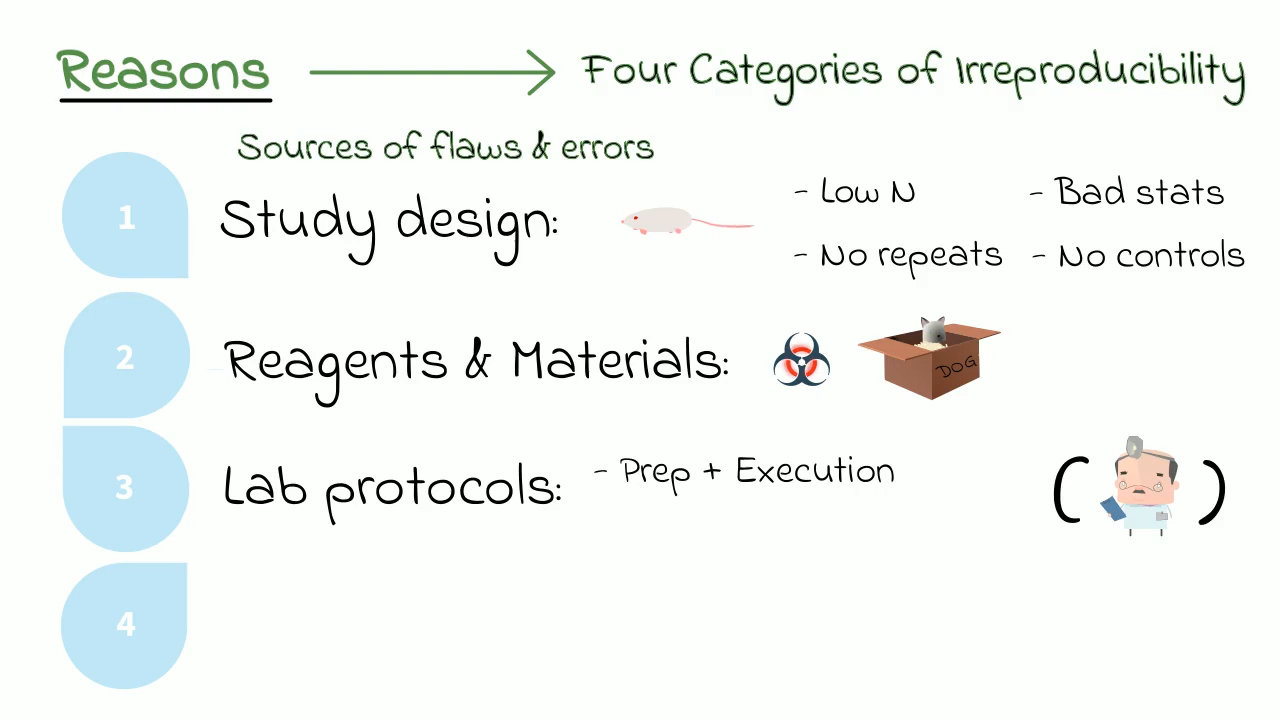 Reasons
Four Categories of Irreproducibility
Sources of flaws & errors
1
Study design:
- Low N
- Bad stats
- No repeats
- No controls
2
Reagents & Materials:
DOG
3
Lab protocols:
- Prep + Execution
( )
4